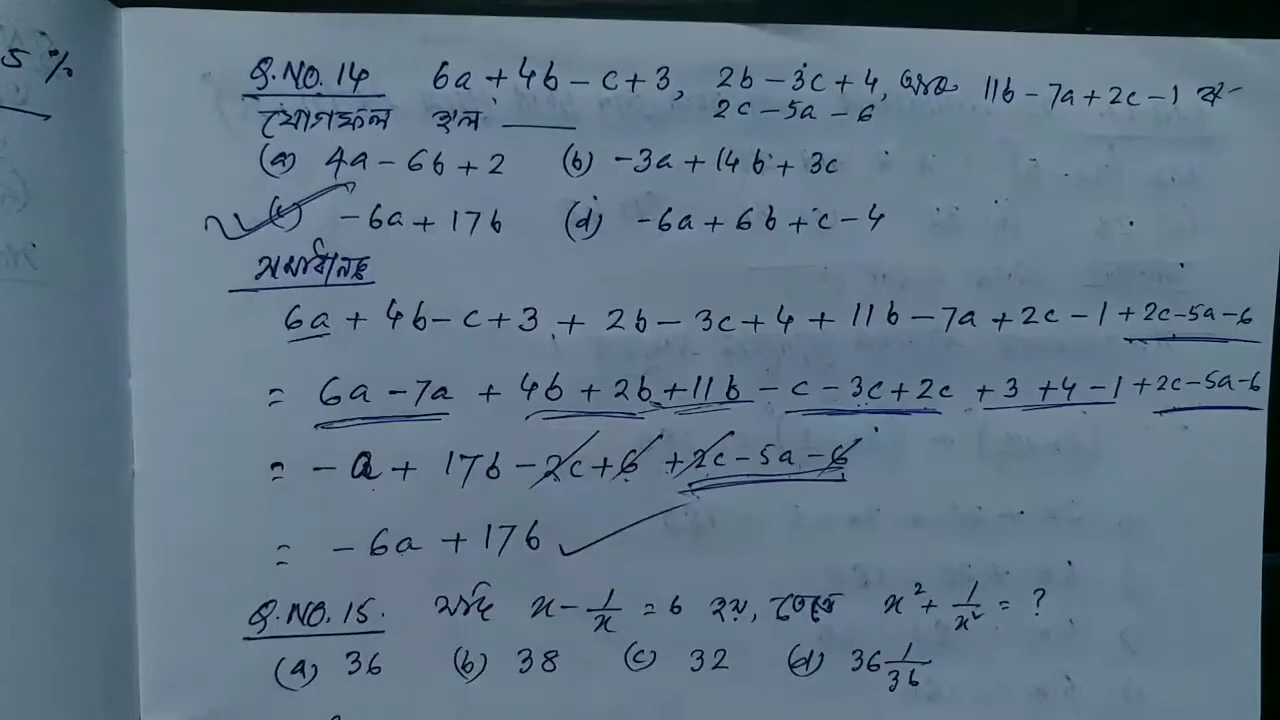 5 %
Q.NO.14 6a + 4b - c + 3, 2b - 3c + 4, আৰু 11b - 7a + 2c - 1 ৰ
2c - 5a - 6
যোগফল হ'ল ____
(a) 4a - 6b + 2 (b) -3a + 14b + 3c
(c) -6a + 17b (d) -6a + 6b + c - 4
সমাধানঃ
6a + 4b - c + 3 + 2b - 3c + 4 + 11b - 7a + 2c - 1 + 2c - 5a - 6
= 6a - 7a + 4b + 2b + 11b - c - 3c + 2c + 3 + 4 - 1 + 2c - 5a - 6
= - a + 17b - 2c + 6 + 2c - 5a - 6
= - 6a + 17b
Q.NO.15. যদি x - 1/x = 6 হয়, তেন্তে x² + 1/x² = ?
(a) 36 (b) 38 (c) 32 (d) 36 1/36